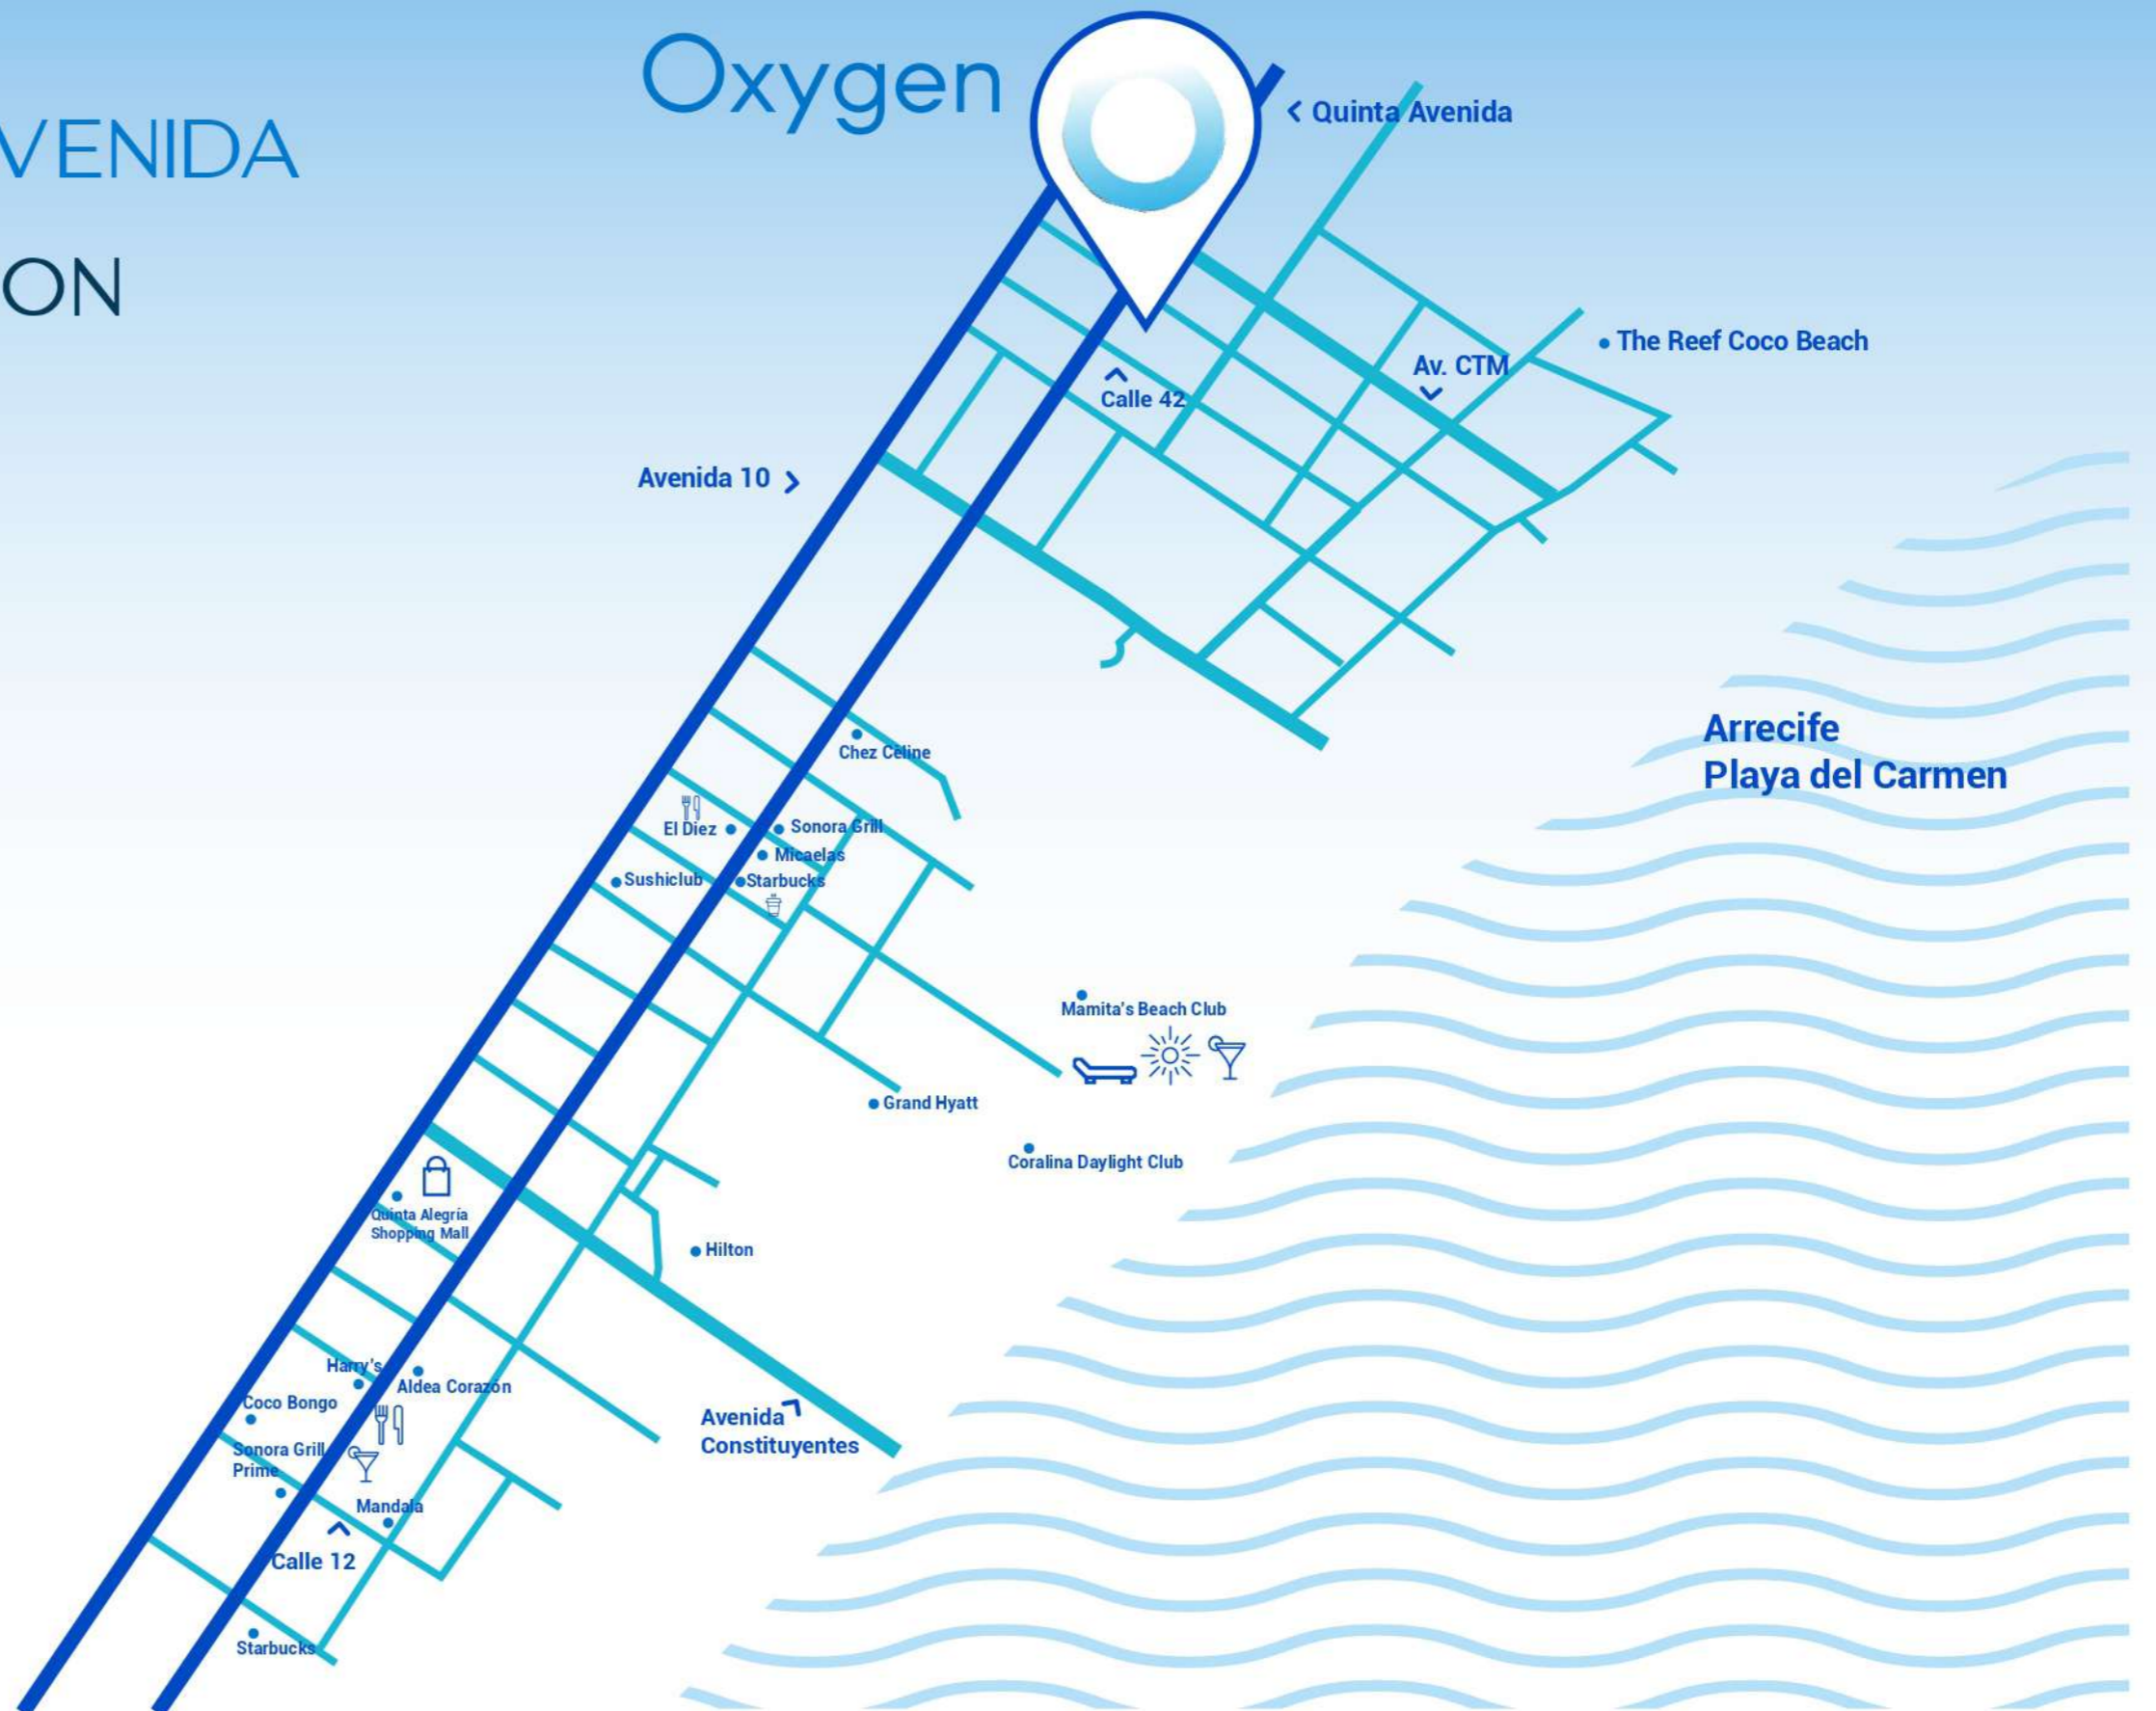 Oxygen
VENIDA
ON
Quinta Avenida
The Reef Coco Beach
Av. CTM
Calle 42
Avenida 10
Arrecife
Playa del Carmen
Chez Céline
El Diez
Sonora Grill
Micaelas
Sushiclub
Starbucks
Mamita's Beach Club
Grand Hyatt
Coralina Daylight Club
Quinta Alegría
Shopping Mall
Hilton
Harry's
Aldea Corazón
Coco Bongo
Avenida
Constituyentes
Sonora Grill
Prime
Mandala
Calle 12
Starbucks